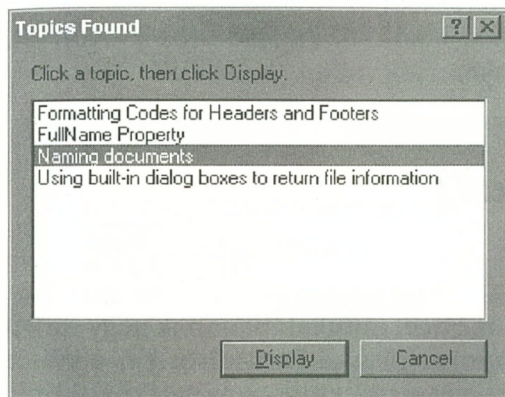 Topics Found
Click a topic, then click Display.
Formatting Codes for Headers and Footers
FullName Property
Naming documents
Using built-in dialog boxes to return file information
Display
Cancel